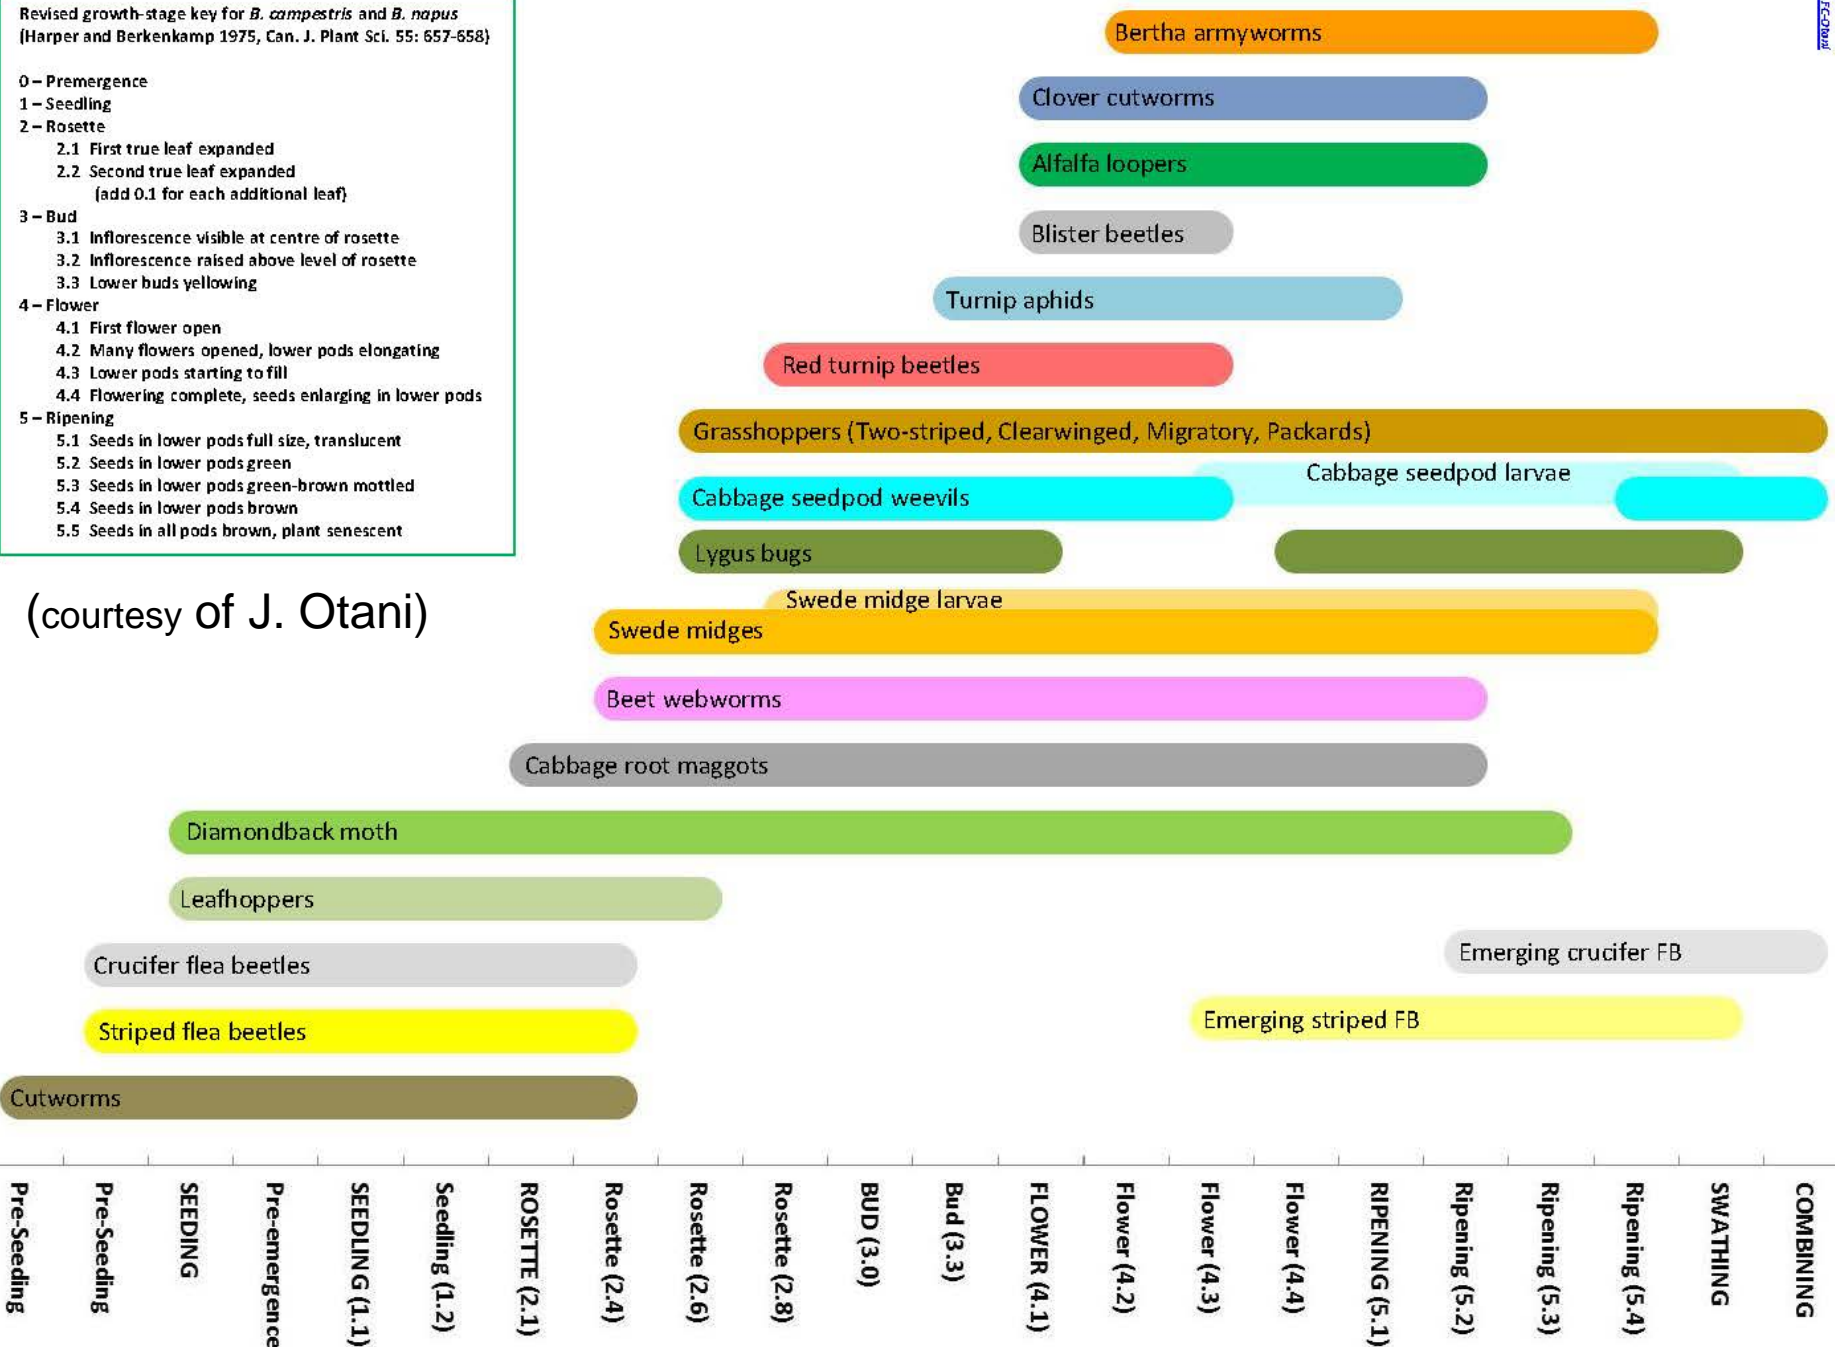 Revised growth-stage key for B. campestris and B. napus
(Harper and Berkenkamp 1975, Can. J. Plant Sci. 55: 657-658)
0 – Premergence
1 – Seedling
2 – Rosette
2.1 First true leaf expanded
2.2 Second true leaf expanded
(add 0.1 for each additional leaf)
3 – Bud
3.1 Inflorescence visible at centre of rosette
3.2 Inflorescence raised above level of rosette
3.3 Lower buds yellowing
4 – Flower
4.1 First flower open
4.2 Many flowers opened, lower pods elongating
4.3 Lower pods starting to fill
4.4 Flowering complete, seeds enlarging in lower pods
5 – Ripening
5.1 Seeds in lower pods full size, translucent
5.2 Seeds in lower pods green
5.3 Seeds in lower pods green-brown mottled
5.4 Seeds in lower pods brown
5.5 Seeds in all pods brown, plant senescent
(courtesy of J. Otani)
FC-Otani
Bertha armyworms
Clover cutworms
Alfalfa loopers
Blister beetles
Turnip aphids
Red turnip beetles
Grasshoppers (Two-striped, Clearwinged, Migratory, Packards)
Cabbage seedpod larvae
Cabbage seedpod weevils
Lygus bugs
Swede midge larvae
Swede midges
Beet webworms
Cabbage root maggots
Diamondback moth
Leafhoppers
Crucifer flea beetles
Emerging crucifer FB
Striped flea beetles
Emerging striped FB
Cutworms
Pre-Seeding
Pre-Seeding
SEEDING
Pre-emergence
SEEDLING (1.1)
Seedling (1.2)
ROSETTE (2.1)
Rosette (2.4)
Rosette (2.6)
Rosette (2.8)
BUD (3.0)
Bud (3.3)
FLOWER (4.1)
Flower (4.2)
Flower (4.3)
Flower (4.4)
RIPENING (5.1)
Ripening (5.2)
Ripening (5.3)
Ripening (5.4)
SWATHING
COMBINING